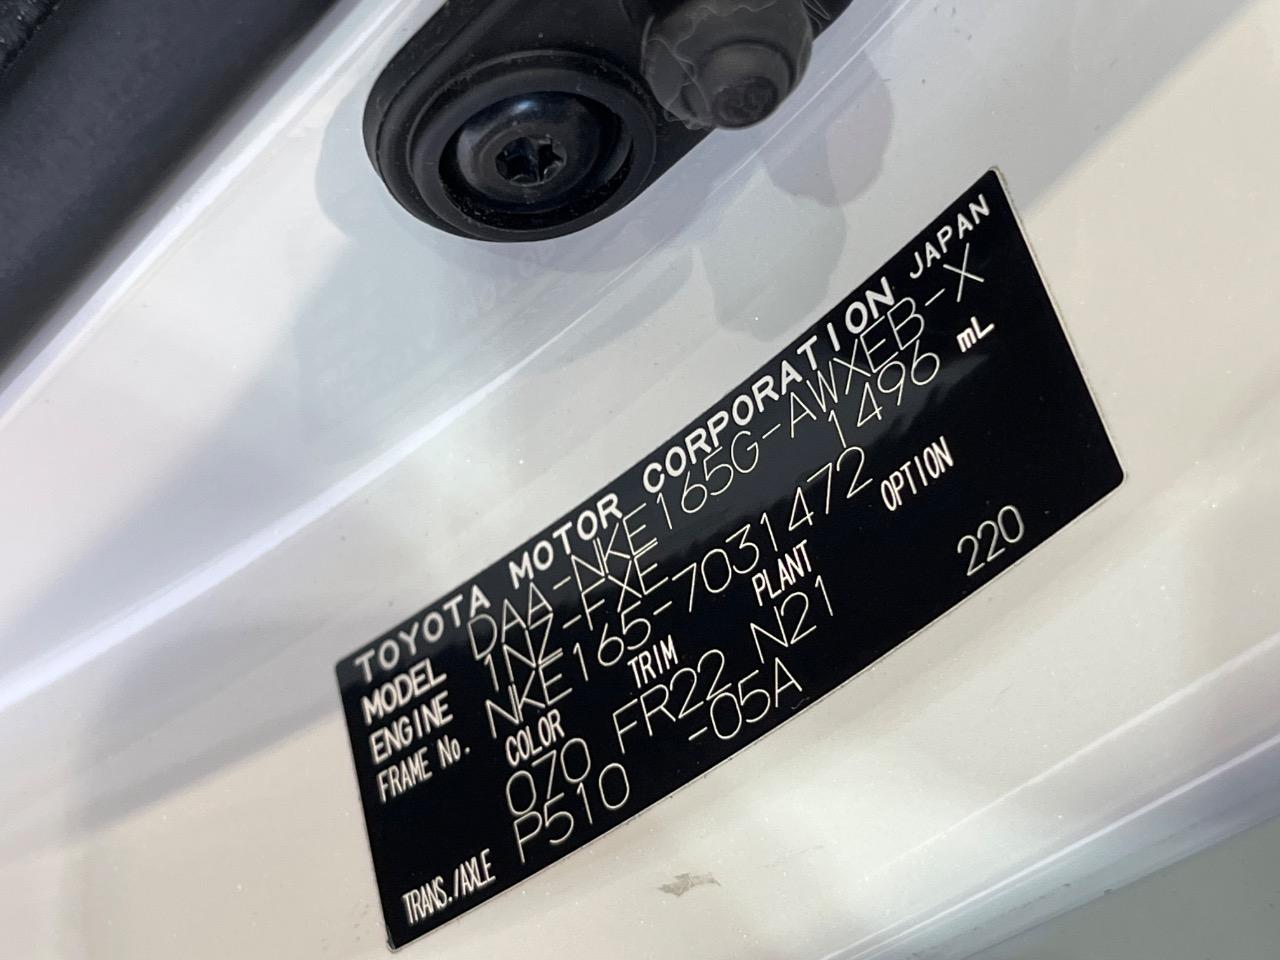 TOYOTA MOTOR CORPORATION JAPAN
MODEL DAA-NKE165G-AWXEB-X
ENGINE 1NZ-FXE 1496 mL
FRAME No. NKE165-7031472
COLOR TRIM PLANT OPTION
070 FR22 N21 220
TRANS./AXLE P510 -05A